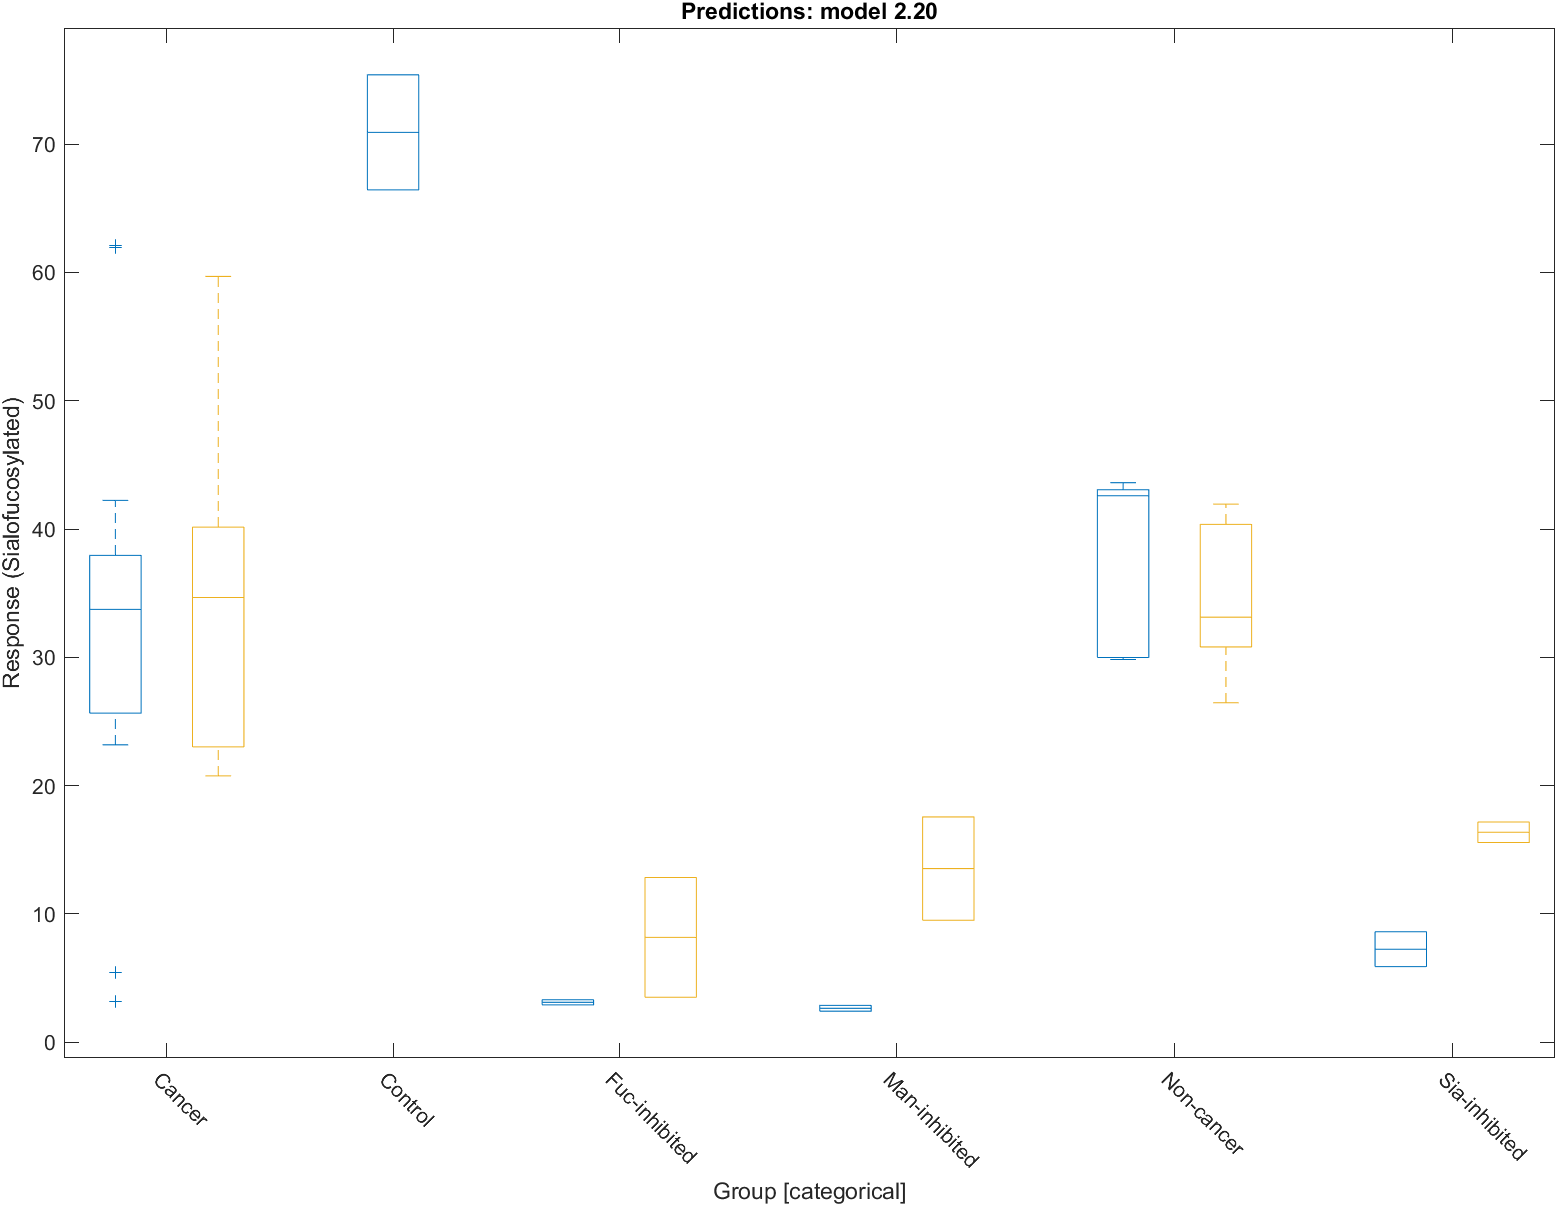 Predictions: model 2.20
Response (Sialofucosylated)
70
60
50
40
30
20
10
0
Cancer
Control
Fuc-inhibited
Man-inhibited
Non-cancer
Sia-inhibited
Group [categorical]